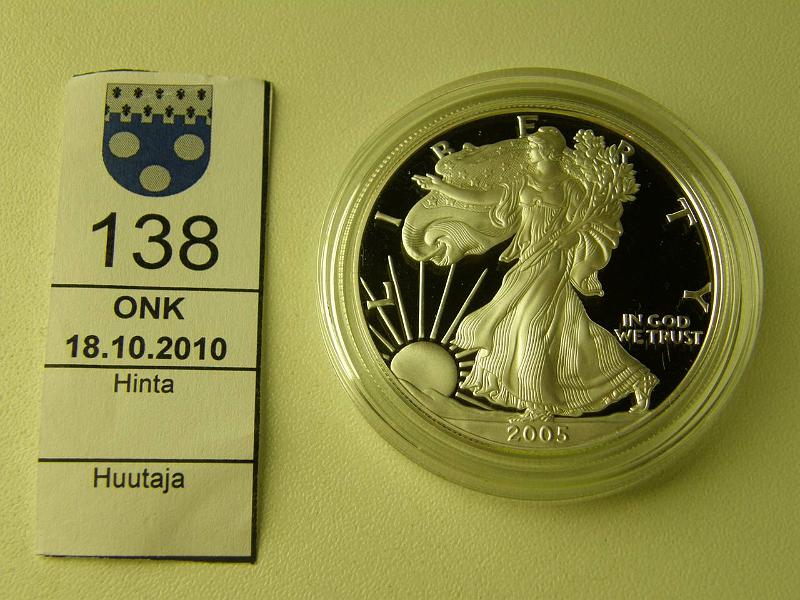 138
ONK
18.10.2010
Hinta
Huutaja
LIBERTY
IN GOD
WE TRUST
2005